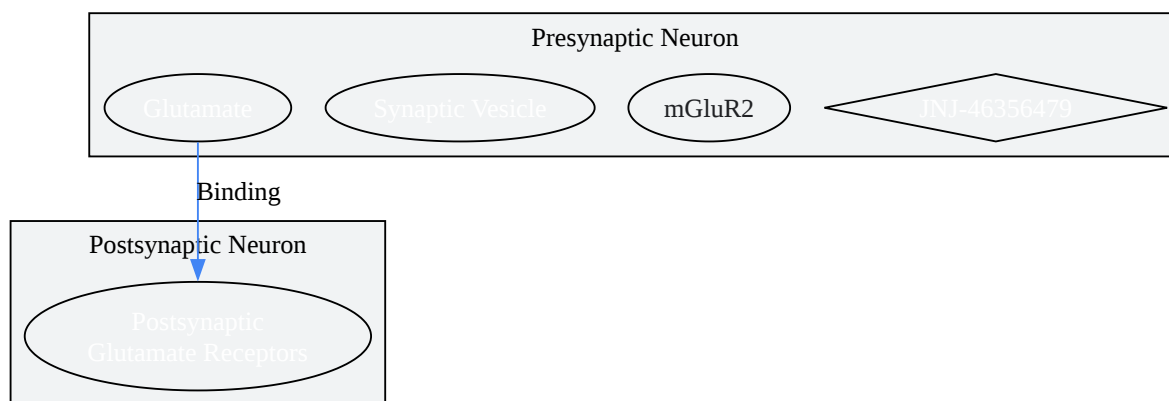 Presynaptic Neuron
Glutamate
Synaptic Vesicle
mGluR2
JNJ-46356479
Binding
Postsynaptic Neuron
Postsynaptic
Glutamate Receptors